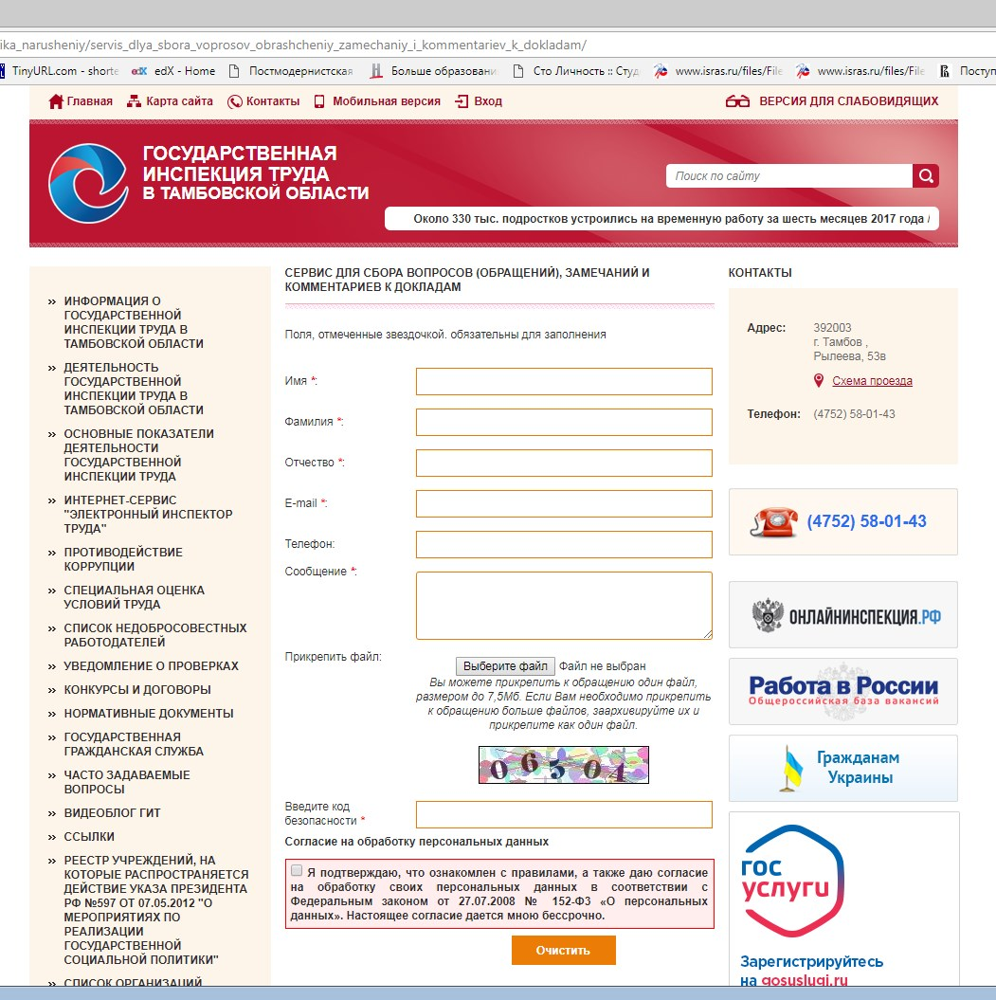 ika_narusheniy/servis_dlya_sbora_voprosov_obrashcheniy_zamechaniy_i_kommentariev_k_dokladam/
TinyURL.com - shorte
edX - Home
Постмодернистская
Больше образовани
Сто Личность :: Студ
www.isras.ru/files/File
www.isras.ru/files/File
Поступ
Главная
Карта сайта
Контакты
Мобильная версия
Вход
ВЕРСИЯ ДЛЯ СЛАБОВИДЯЩИХ
ГОСУДАРСТВЕННАЯ
ИНСПЕКЦИЯ ТРУДА
В ТАМБОВСКОЙ ОБЛАСТИ
Поиск по сайту
Около 330 тыс. подростков устроились на временную работу за шесть месяцев 2017 года /
» ИНФОРМАЦИЯ О
ГОСУДАРСТВЕННОЙ
ИНСПЕКЦИИ ТРУДА В
ТАМБОВСКОЙ ОБЛАСТИ
» ДЕЯТЕЛЬНОСТЬ
ГОСУДАРСТВЕННОЙ
ИНСПЕКЦИИ ТРУДА В
ТАМБОВСКОЙ ОБЛАСТИ
» ОСНОВНЫЕ ПОКАЗАТЕЛИ
ДЕЯТЕЛЬНОСТИ
ГОСУДАРСТВЕННОЙ
ИНСПЕКЦИИ ТРУДА
» ИНТЕРНЕТ-СЕРВИС
"ЭЛЕКТРОННЫЙ ИНСПЕКТОР
ТРУДА"
» ПРОТИВОДЕЙСТВИЕ
КОРРУПЦИИ
» СПЕЦИАЛЬНАЯ ОЦЕНКА
УСЛОВИЙ ТРУДА
» СПИСОК НЕДОБРОСОВЕСТНЫХ
РАБОТОДАТЕЛЕЙ
» УВЕДОМЛЕНИЕ О ПРОВЕРКАХ
» КОНКУРСЫ И ДОГОВОРЫ
» НОРМАТИВНЫЕ ДОКУМЕНТЫ
» ГОСУДАРСТВЕННАЯ
ГРАЖДАНСКАЯ СЛУЖБА
» ЧАСТО ЗАДАВАЕМЫЕ
ВОПРОСЫ
» ВИДЕОБЛОГ ГИТ
» ССЫЛКИ
» РЕЕСТР УЧРЕЖДЕНИЙ, НА
КОТОРЫЕ РАСПРОСТРАНЯЕТСЯ
ДЕЙСТВИЕ УКАЗА ПРЕЗИДЕНТА
РФ №597 ОТ 07.05.2012 "О
МЕРОПРИЯТИЯХ ПО
РЕАЛИЗАЦИИ
ГОСУДАРСТВЕННОЙ
СОЦИАЛЬНОЙ ПОЛИТИКИ"
» СПИСОК ОРГАНИЗАЦИЙ
СЕРВИС ДЛЯ СБОРА ВОПРОСОВ (ОБРАЩЕНИЙ), ЗАМЕЧАНИЙ И
КОММЕНТАРИЕВ К ДОКЛАДАМ
Поля, отмеченные звездочкой. обязательны для заполнения
Имя *:
Фамилия *:
Отчество *:
E-mail *:
Телефон:
Сообщение *:
Прикрепить файл:
Выберите файл Файл не выбран
Вы можете прикрепить к обращению один файл,
размером до 7,5Мб. Если Вам необходимо прикрепить
к обращению больше файлов, заархивируйте их и
прикрепите как один файл.
06504
Введите код
безопасности *
Согласие на обработку персональных данных
Я подтверждаю, что ознакомлен с правилами, а также даю согласие
на обработку своих персональных данных в соответствии с
Федеральным законом от 27.07.2008 № 152-ФЗ «О персональных
данных». Настоящее согласие дается мною бессрочно.
Очистить
КОНТАКТЫ
Адрес: 392003
г. Тамбов ,
Рылеева, 53в
Схема проезда
Телефон: (4752) 58-01-43
(4752) 58-01-43
ОНЛАЙНИНСПЕКЦИЯ.РФ
Работа в России
Общероссийская база вакансий
Гражданам
Украины
гос
услуги
Зарегистрируйтесь
на gosuslugi.ru